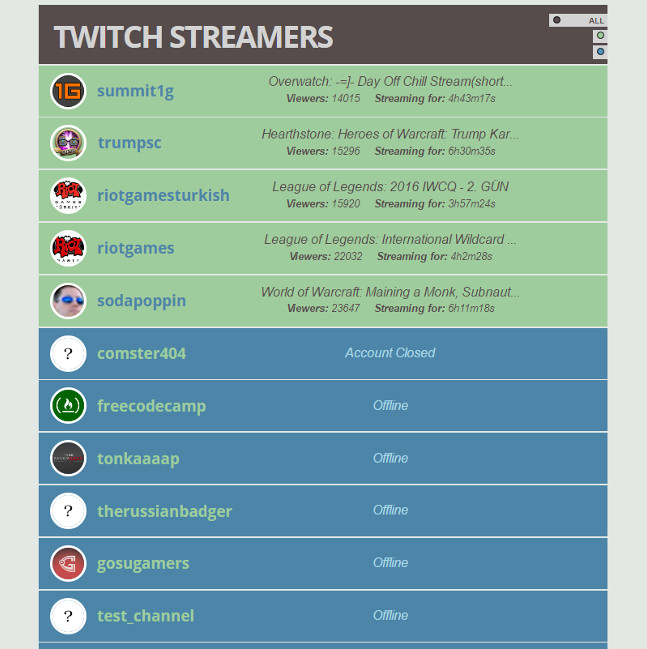 TWITCH STREAMERS
ALL
summit1g
Overwatch: -=]- Day Off Chill Stream(short...
Viewers: 14015 Streaming for: 4h43m17s
trumpsc
Hearthstone: Heroes of Warcraft: Trump Kar...
Viewers: 15296 Streaming for: 6h30m35s
riotgamesturkish
League of Legends: 2016 IWCQ - 2. GÜN
Viewers: 15920 Streaming for: 3h57m24s
riotgames
League of Legends: International Wildcard ...
Viewers: 22032 Streaming for: 4h2m28s
sodapoppin
World of Warcraft: Maining a Monk, Subnaut...
Viewers: 23647 Streaming for: 6h11m18s
?
comster404
Account Closed
freecodecamp
Offline
tonkaaaap
Offline
?
therussianbadger
Offline
gosugamers
Offline
?
test_channel
Offline